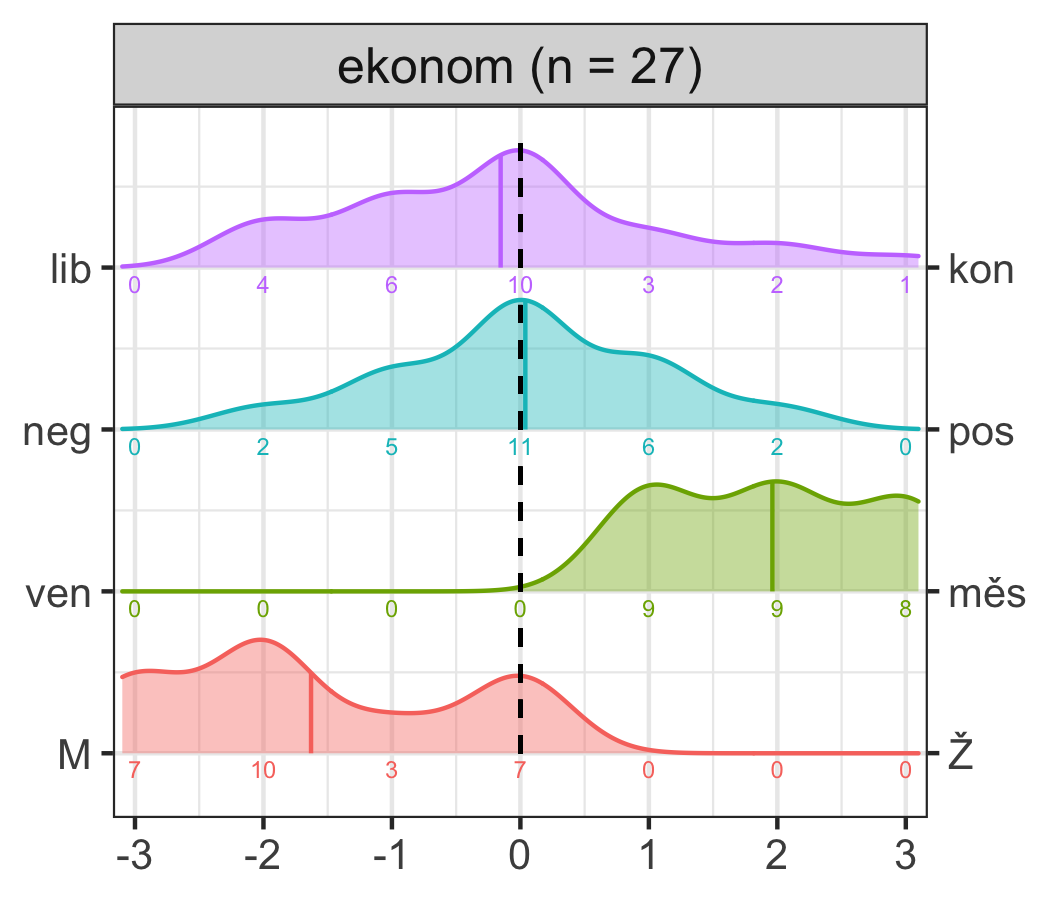 ekonom (n = 27)
lib kon
0 4 6 10 3 2 1
neg pos
0 2 5 11 6 2 0
ven měs
0 0 0 0 9 9 8
M Ž
7 10 3 7 0 0 0
-3 -2 -1 0 1 2 3